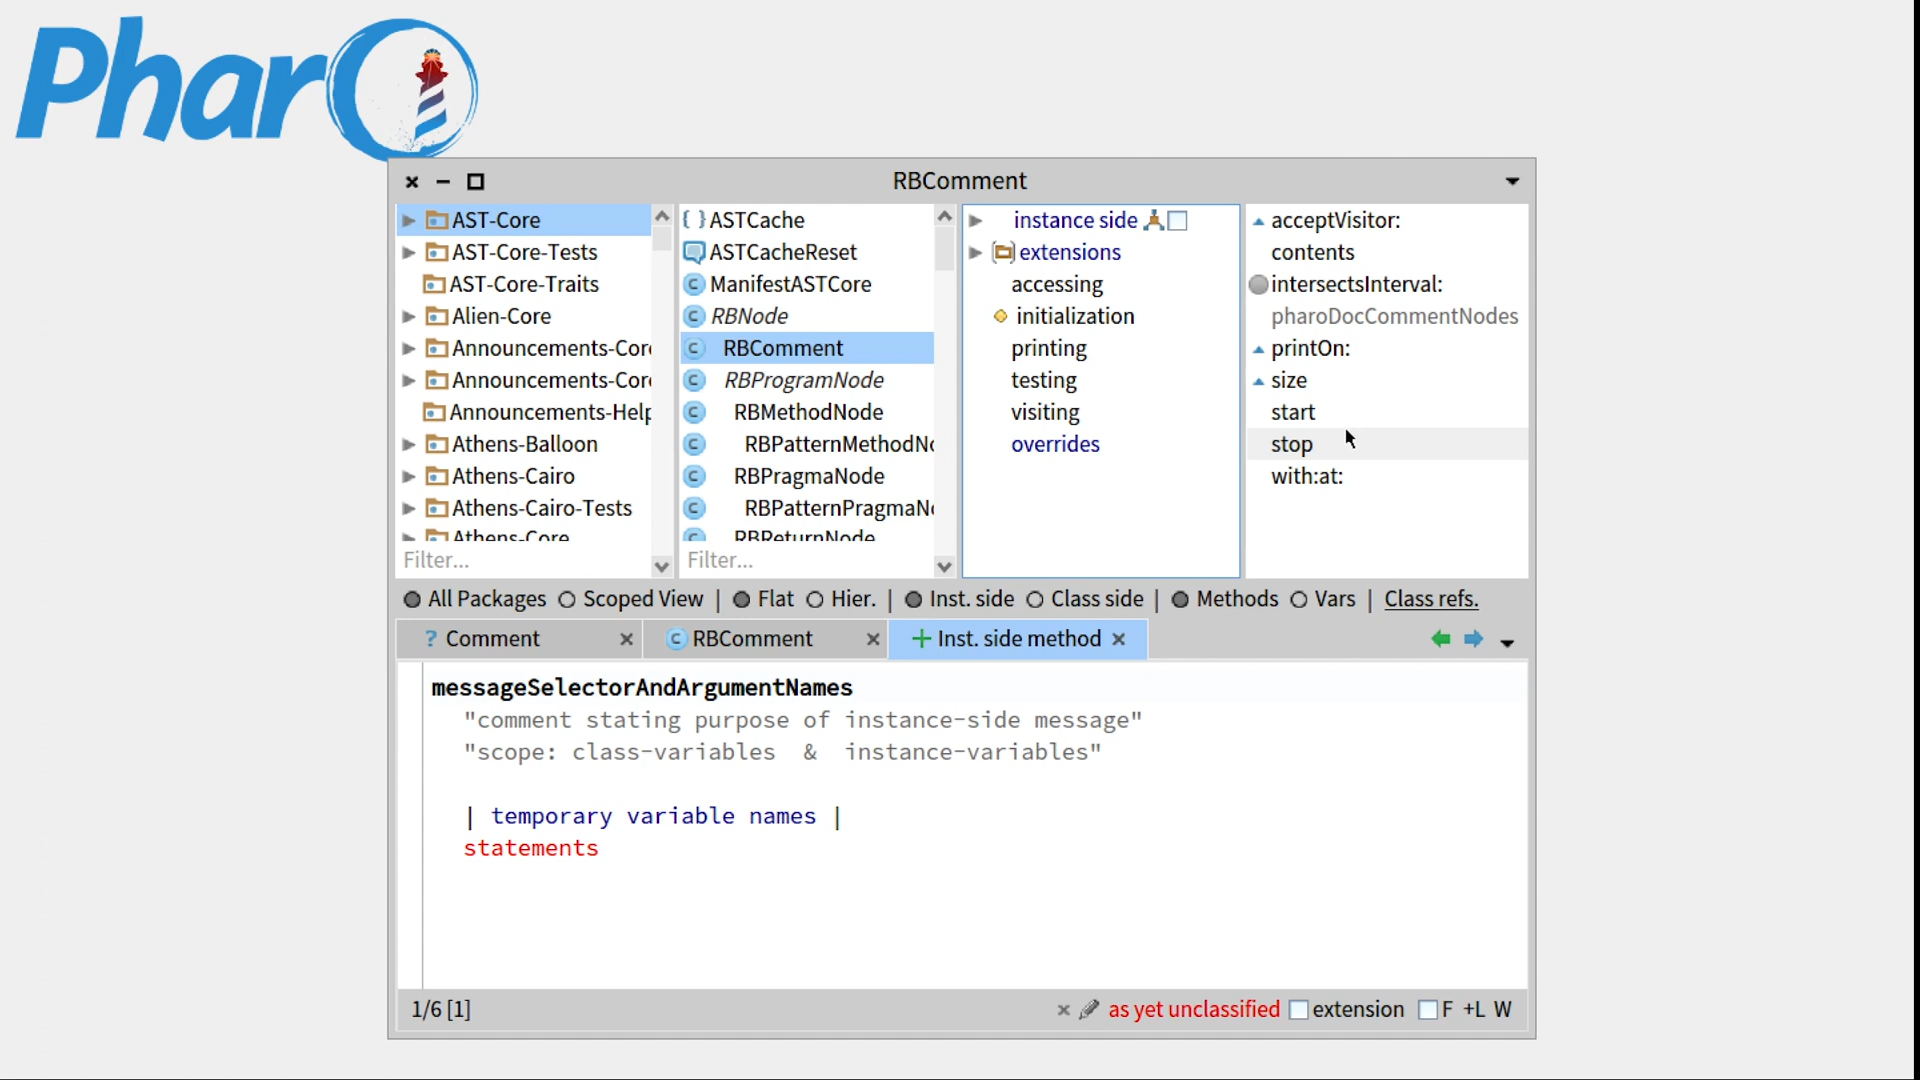 Pharo
RBComment
AST-Core
AST-Core-Tests
AST-Core-Traits
Alien-Core
Announcements-Core
Announcements-Core
Announcements-Help
Athens-Balloon
Athens-Cairo
Athens-Cairo-Tests
Athens-Core
Filter...
{ } ASTCache
ASTCacheReset
C ManifestASTCore
C RBNode
C RBComment
C RBProgramNode
C RBMethodNode
C RBPatternMethodNo
C RBPragmaNode
C RBPatternPragmaNo
C RBReturnNode
Filter...
instance side
extensions
accessing
initialization
printing
testing
visiting
overrides
acceptVisitor:
contents
intersectsInterval:
pharoDocCommentNodes
printOn:
size
start
stop
with:at:
All Packages Scoped View | Flat Hier. | Inst. side Class side | Methods Vars | Class refs.
? Comment × C RBComment × + Inst. side method ×
messageSelectorAndArgumentNames
"comment stating purpose of instance-side message"
"scope: class-variables & instance-variables"
| temporary variable names |
statements
1/6 [1] × as yet unclassified extension F +L W